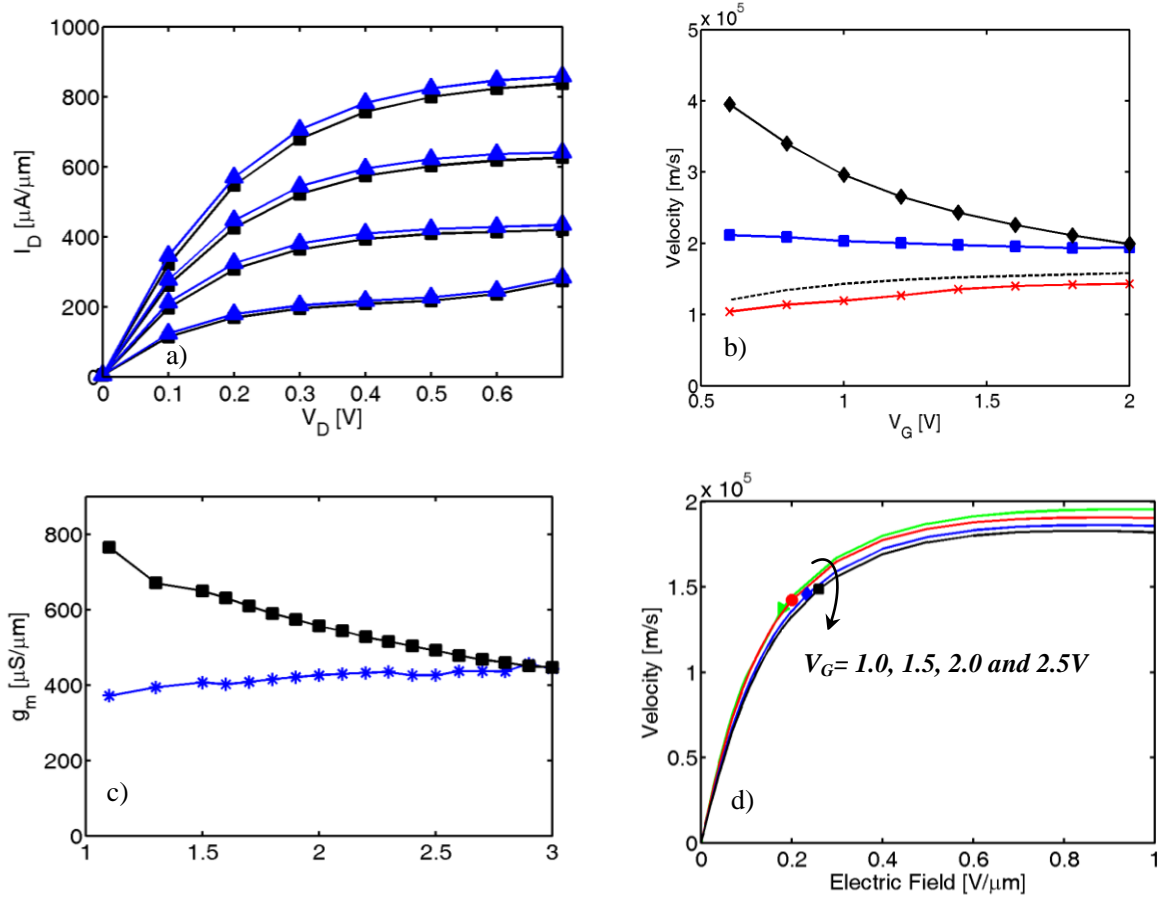 1000
800
600
400
200
0
I_D [μA/μm]
0 0.1 0.2 0.3 0.4 0.5 0.6
V_D [V]
a)
x 10^5
5
4
3
2
1
0
Velocity [m/s]
0.5 1 1.5 2
V_G [V]
b)
800
600
400
200
0
g_m [μS/μm]
1 1.5 2 2.5 3
c)
x 10^5
2
1.5
1
0.5
0
Velocity [m/s]
V_G= 1.0, 1.5, 2.0 and 2.5V
0 0.2 0.4 0.6 0.8 1
Electric Field [V/μm]
d)